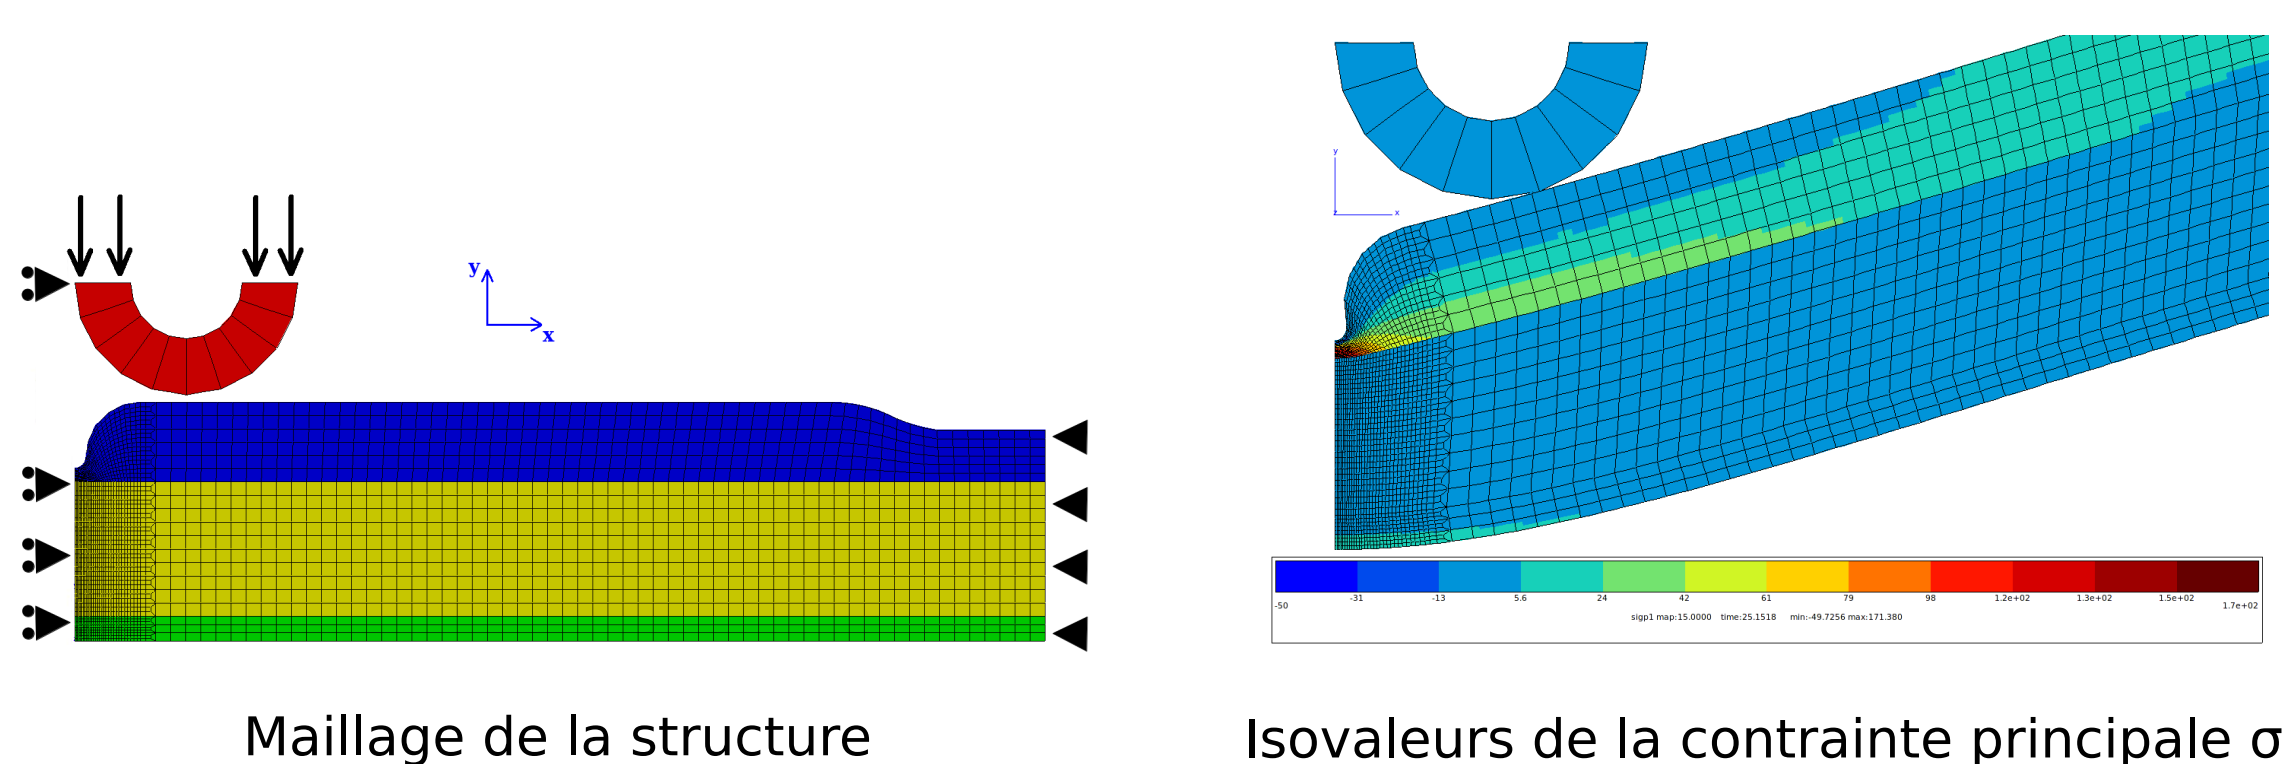 y
x
y
z
x
-50
-31
-13
5.6
24
42
61
79
98
1.2e+02
1.3e+02
1.5e+02
1.7e+02
sigp1 map:15.0000 time:25.1518 min:-49.7256 max:171.380
Maillage de la structure
Isovaleurs de la contrainte principale σ